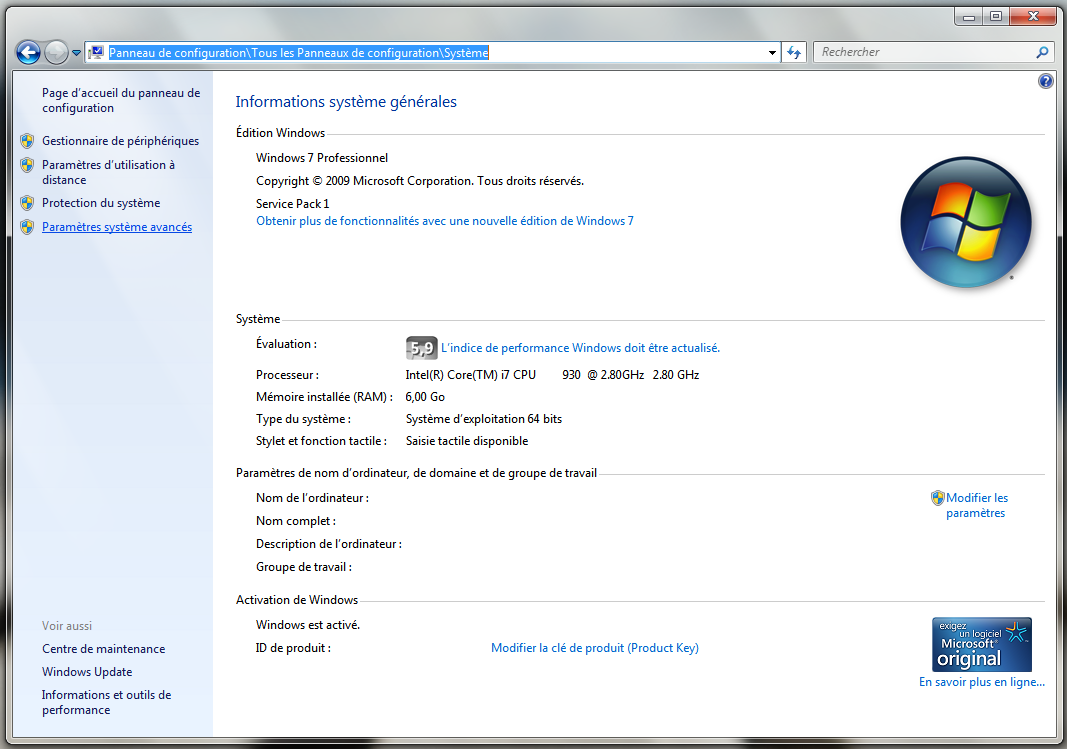 Panneau de configuration\Tous les Panneaux de configuration\Système
Rechercher
Page d'accueil du panneau de
configuration
Gestionnaire de périphériques
Paramètres d'utilisation à
distance
Protection du système
Paramètres système avancés
Voir aussi
Centre de maintenance
Windows Update
Informations et outils de
performance
Informations système générales
Édition Windows
Windows 7 Professionnel
Copyright © 2009 Microsoft Corporation. Tous droits réservés.
Service Pack 1
Obtenir plus de fonctionnalités avec une nouvelle édition de Windows 7
Système
Évaluation :
5,9 L'indice de performance Windows doit être actualisé.
Processeur : Intel(R) Core(TM) i7 CPU 930 @ 2.80GHz 2.80 GHz
Mémoire installée (RAM) : 6,00 Go
Type du système : Système d'exploitation 64 bits
Stylet et fonction tactile : Saisie tactile disponible
Paramètres de nom d'ordinateur, de domaine et de groupe de travail
Nom de l'ordinateur :
Modifier les
paramètres
Nom complet :
Description de l'ordinateur :
Groupe de travail :
Activation de Windows
Windows est activé.
ID de produit : Modifier la clé de produit (Product Key)
exigez
un logiciel
Microsoft®
original
En savoir plus en ligne...